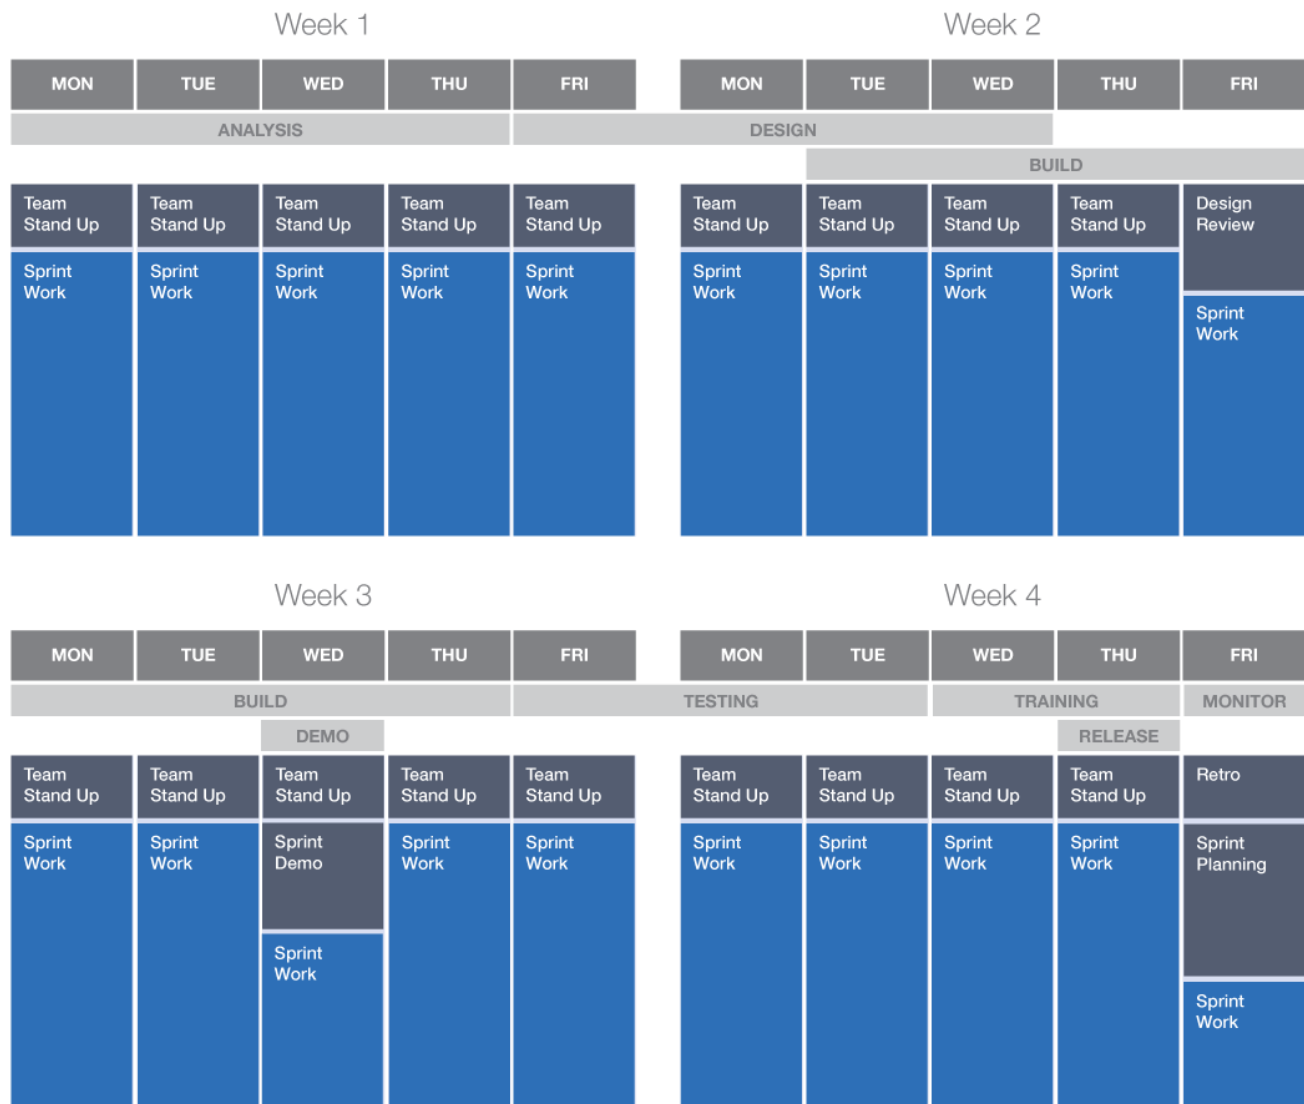 Week 1
Week 2
MON TUE WED THU FRI
MON TUE WED THU FRI
ANALYSIS
DESIGN
BUILD
Team Stand Up
Team Stand Up
Team Stand Up
Team Stand Up
Team Stand Up
Team Stand Up
Team Stand Up
Team Stand Up
Team Stand Up
Design Review
Sprint Work
Sprint Work
Sprint Work
Sprint Work
Sprint Work
Sprint Work
Sprint Work
Sprint Work
Sprint Work
Sprint Work
Week 3
Week 4
MON TUE WED THU FRI
MON TUE WED THU FRI
BUILD
TESTING
TRAINING
MONITOR
DEMO
RELEASE
Team Stand Up
Team Stand Up
Team Stand Up
Team Stand Up
Team Stand Up
Team Stand Up
Team Stand Up
Team Stand Up
Team Stand Up
Retro
Sprint Work
Sprint Work
Sprint Demo
Sprint Work
Sprint Work
Sprint Work
Sprint Work
Sprint Work
Sprint Work
Sprint Planning
Sprint Work
Sprint Work